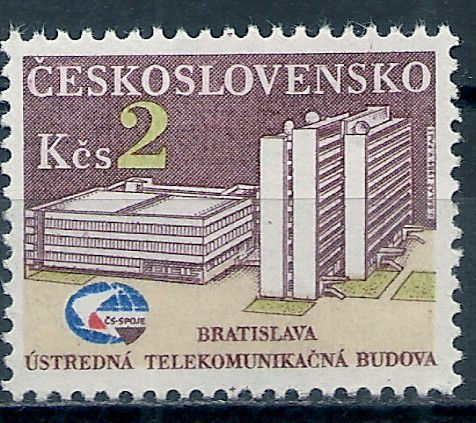 ČESKOSLOVENSKO
Kčs 2
ČS-SPOJE
BRATISLAVA
ÚSTREDNÁ TELEKOMUNIKAČNÁ BUDOVA